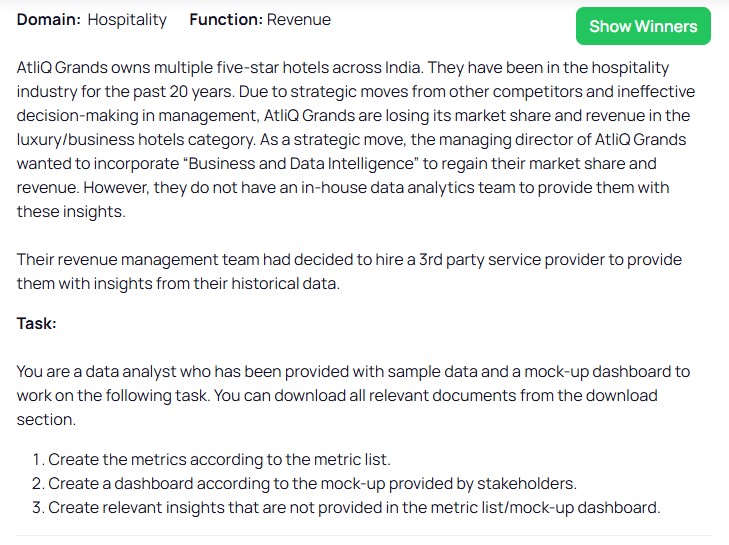 Domain: Hospitality Function: Revenue
Show Winners
AtliQ Grands owns multiple five-star hotels across India. They have been in the hospitality
industry for the past 20 years. Due to strategic moves from other competitors and ineffective
decision-making in management, AtliQ Grands are losing its market share and revenue in the
luxury/business hotels category. As a strategic move, the managing director of AtliQ Grands
wanted to incorporate “Business and Data Intelligence” to regain their market share and
revenue. However, they do not have an in-house data analytics team to provide them with
these insights.
Their revenue management team had decided to hire a 3rd party service provider to provide
them with insights from their historical data.
Task:
You are a data analyst who has been provided with sample data and a mock-up dashboard to
work on the following task. You can download all relevant documents from the download
section.
1. Create the metrics according to the metric list.
2. Create a dashboard according to the mock-up provided by stakeholders.
3. Create relevant insights that are not provided in the metric list/mock-up dashboard.